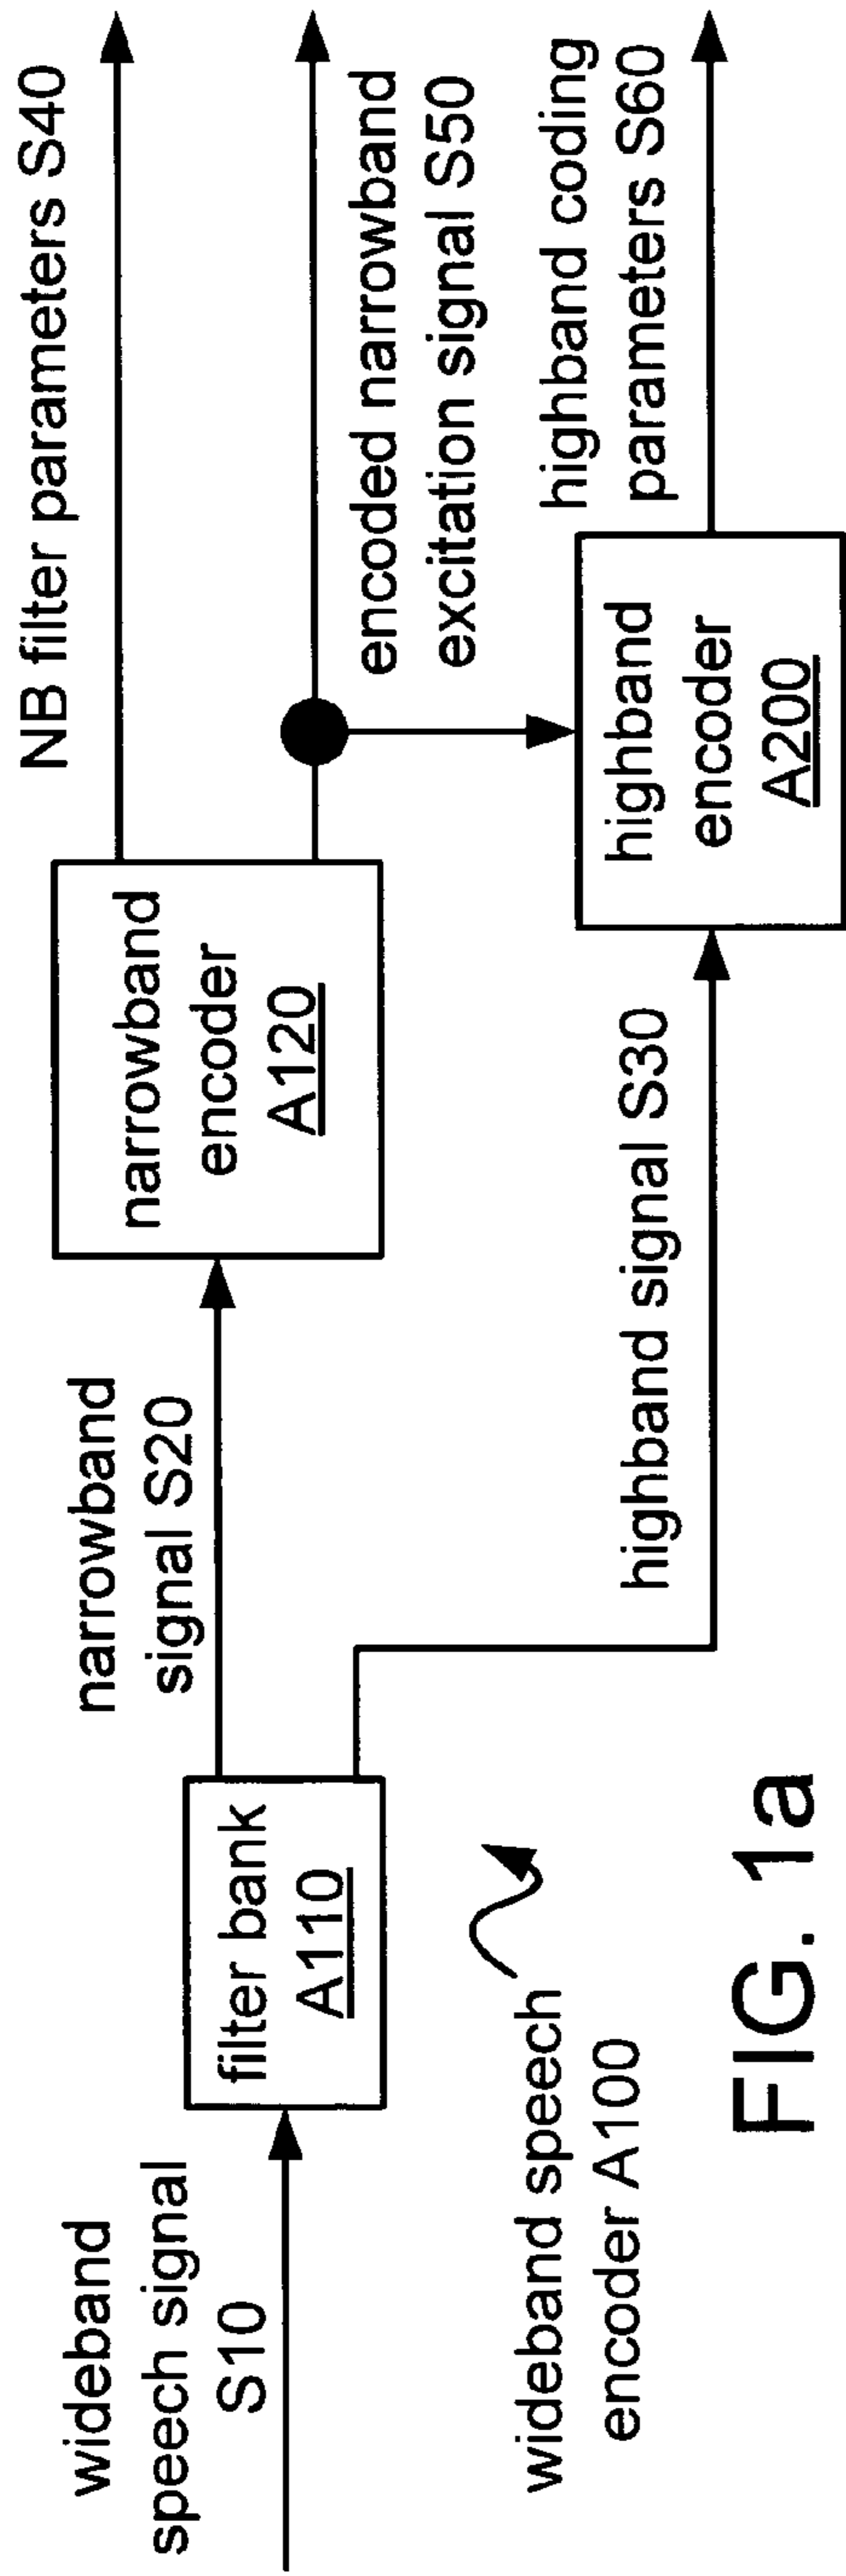 wideband
speech signal
S10
filter bank
A110
narrowband
signal S20
narrowband
encoder
A120
NB filter parameters S40
encoded narrowband
excitation signal S50
highband signal S30
highband
encoder
A200
highband coding
parameters S60
wideband speech
encoder A100
FIG. 1a